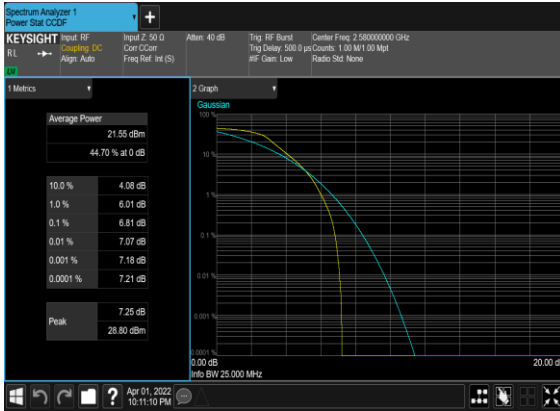 Spectrum Analyzer 1
Power Stat CCDF
+
KEYSIGHT Input: RF Input Z: 50 Ω Atten: 40 dB Trig: RF Burst Center Freq: 2.580000000 GHz
RL Coupling: DC Corr CCorr Trig Delay: 500.0 µs Counts: 1.00 M/1.00 Mpt
Align: Auto Freq Ref: Int (S) #IF Gain: Low Radio Std: None
1 Metrics
Average Power
21.55 dBm
44.70 % at 0 dB
10.0 % 4.08 dB
1.0 % 6.01 dB
0.1 % 6.81 dB
0.01 % 7.07 dB
0.001 % 7.18 dB
0.0001 % 7.21 dB
Peak
7.25 dB
28.80 dBm
2 Graph
Gaussian
100 %
10 %
1 %
0.1 %
0.01 %
0.001 %
0.0001 %
0.00 dB 20.00 d
Info BW 25.000 MHz
?
Apr 01, 2022
10:11:10 PM